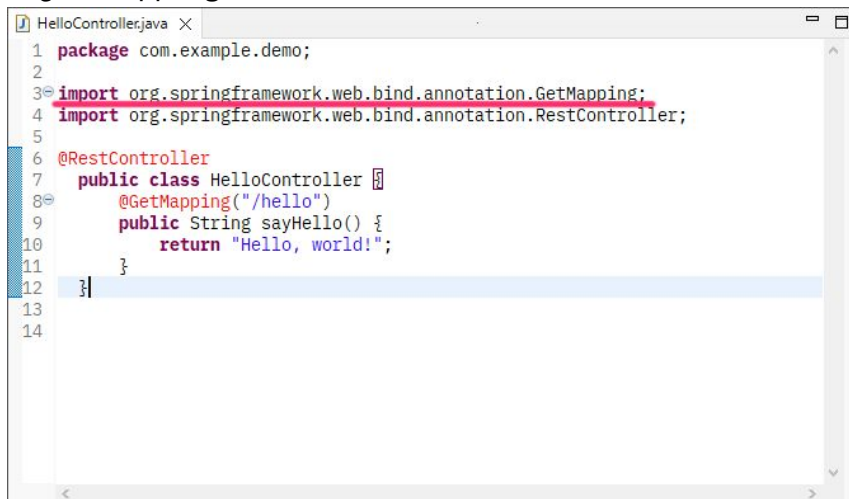 HelloController.java
1 package com.example.demo;
2
3 import org.springframework.web.bind.annotation.GetMapping;
4 import org.springframework.web.bind.annotation.RestController;
5
6 @RestController
7 public class HelloController {
8 @GetMapping("/hello")
9 public String sayHello() {
10 return "Hello, world!";
11 }
12 }
13
14